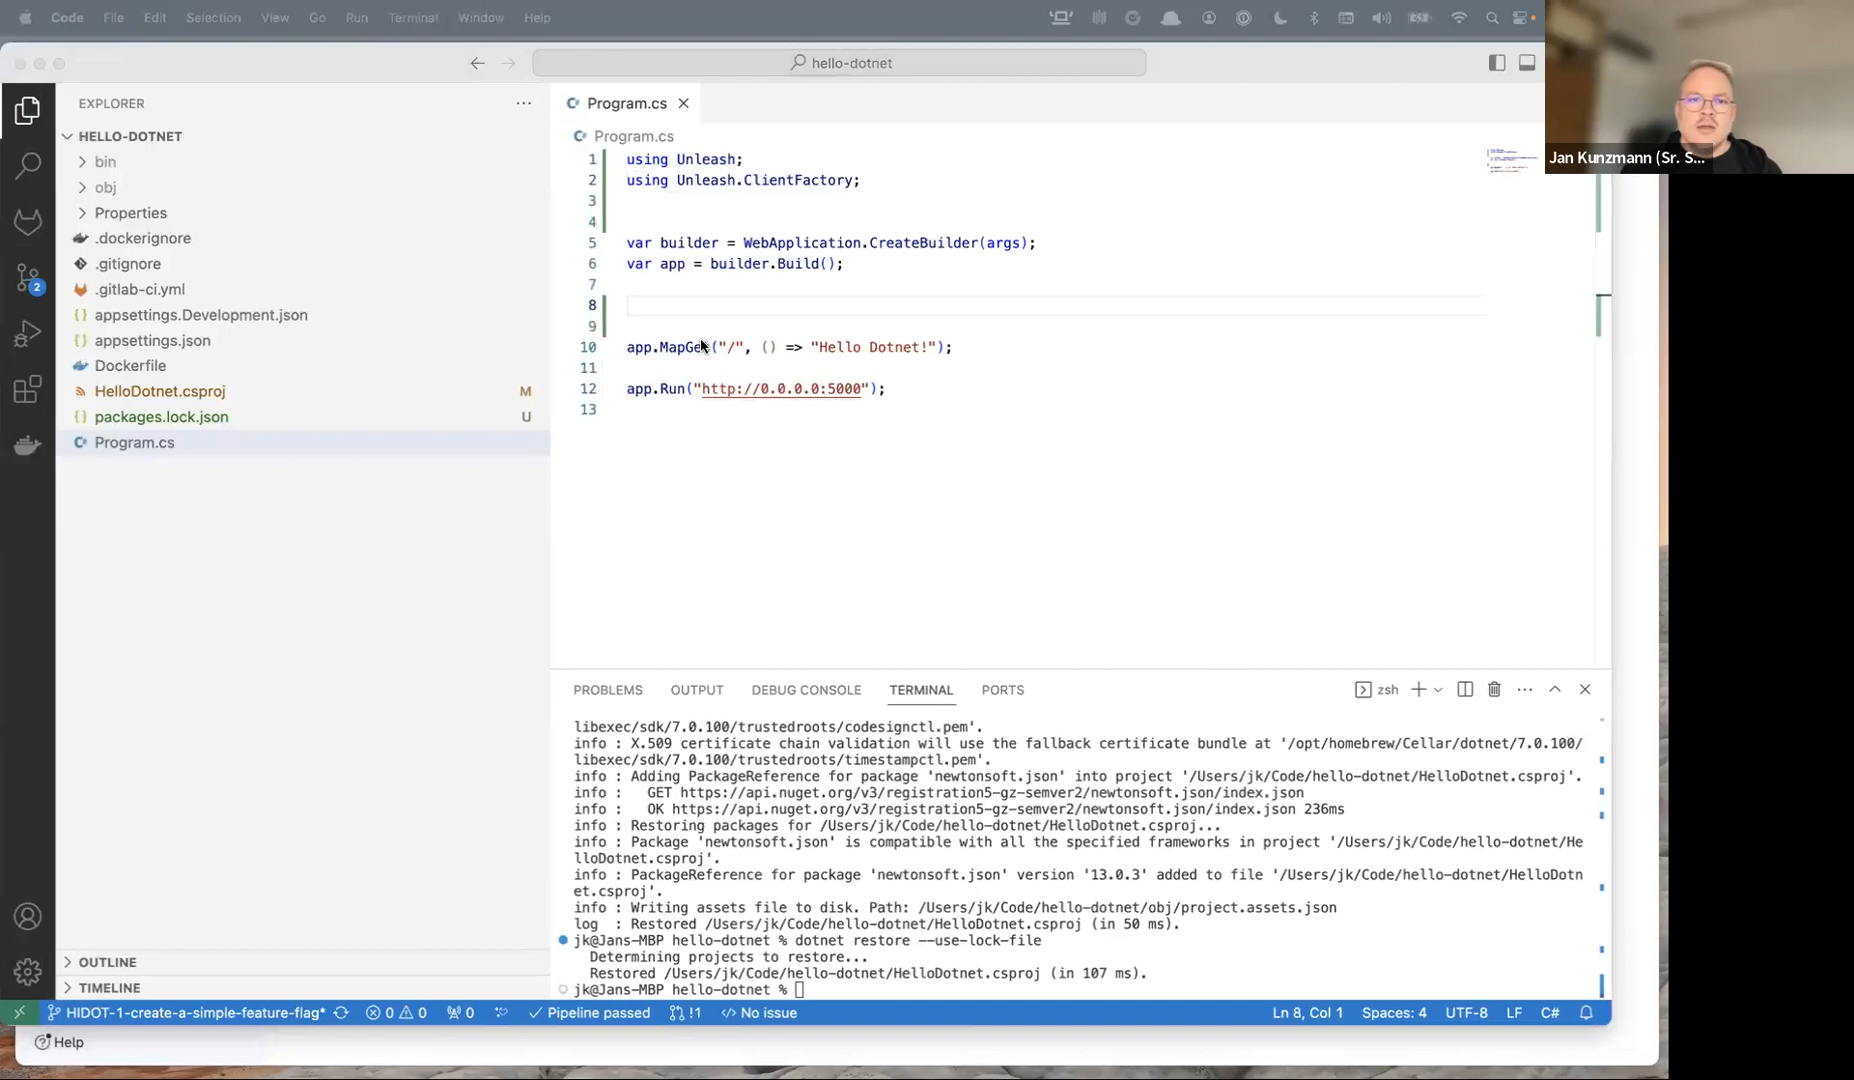 Code File Edit Selection View Go Run Terminal Window Help
hello-dotnet
Jan Kunzmann (Sr. S...
EXPLORER
HELLO-DOTNET
bin
obj
Properties
.dockerignore
.gitignore
.gitlab-ci.yml
appsettings.Development.json
appsettings.json
Dockerfile
HelloDotnet.csproj M
packages.lock.json U
Program.cs
OUTLINE
TIMELINE
2
Program.cs
Program.cs
1 using Unleash;
2 using Unleash.ClientFactory;
3
4
5 var builder = WebApplication.CreateBuilder(args);
6 var app = builder.Build();
7
8
9
10 app.MapGe ("/", () => "Hello Dotnet!");
11
12 app.Run("http://0.0.0.0:5000");
13
PROBLEMS OUTPUT DEBUG CONSOLE TERMINAL PORTS
zsh
libexec/sdk/7.0.100/trustedroots/codesignctl.pem'.
info : X.509 certificate chain validation will use the fallback certificate bundle at '/opt/homebrew/Cellar/dotnet/7.0.100/
libexec/sdk/7.0.100/trustedroots/timestampctl.pem'.
info : Adding PackageReference for package 'newtonsoft.json' into project '/Users/jk/Code/hello-dotnet/HelloDotnet.csproj'.
info :   GET https://api.nuget.org/v3/registration5-gz-semver2/newtonsoft.json/index.json
info :   OK https://api.nuget.org/v3/registration5-gz-semver2/newtonsoft.json/index.json 236ms
info : Restoring packages for /Users/jk/Code/hello-dotnet/HelloDotnet.csproj...
info : Package 'newtonsoft.json' is compatible with all the specified frameworks in project '/Users/jk/Code/hello-dotnet/He
lloDotnet.csproj'.
info : PackageReference for package 'newtonsoft.json' version '13.0.3' added to file '/Users/jk/Code/hello-dotnet/HelloDotn
et.csproj'.
info : Writing assets file to disk. Path: /Users/jk/Code/hello-dotnet/obj/project.assets.json
log  : Restored /Users/jk/Code/hello-dotnet/HelloDotnet.csproj (in 50 ms).
jk@Jans-MBP hello-dotnet % dotnet restore --use-lock-file
Determining projects to restore...
Restored /Users/jk/Code/hello-dotnet/HelloDotnet.csproj (in 107 ms).
jk@Jans-MBP hello-dotnet %
HIDOT-1-create-a-simple-feature-flag* 0 0 0 Pipeline passed !1 No issue Ln 8, Col 1 Spaces: 4 UTF-8 LF C#
Help